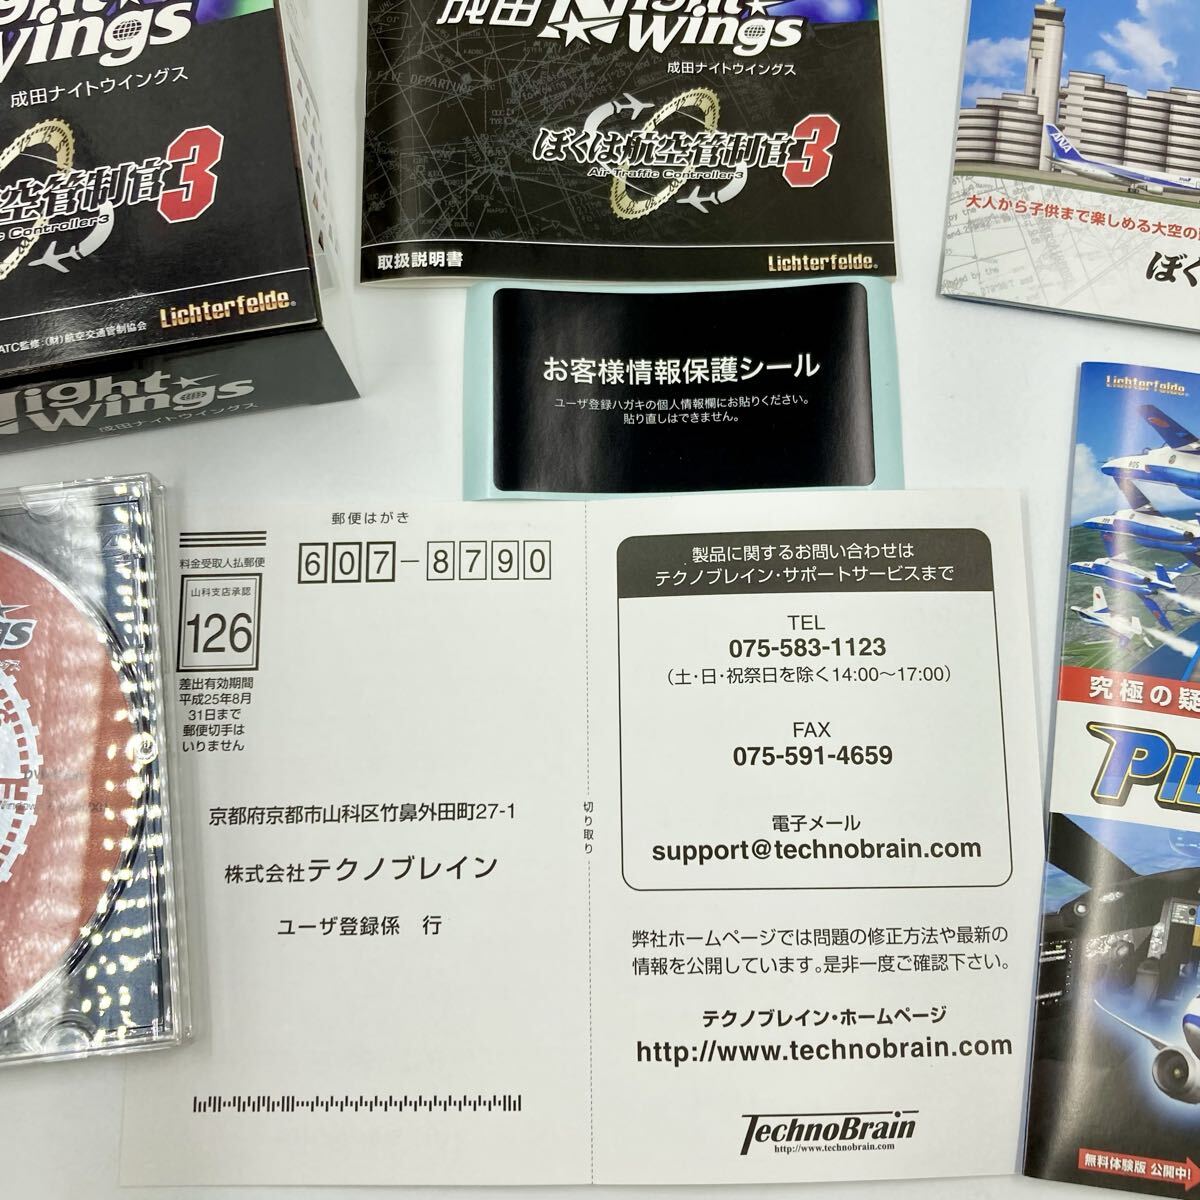 Night
Wings
成田ナイトウイングス
空管制官3
Controller3
ATC監修：(財)航空交通管制協会
Lichterfelde®
Night
Wings
成田ナイトウイングス
成田 Night
Wings
成田ナイトウイングス
ぼくは航空管制官3
Air Traffic Controller3
取扱説明書
Lichterfelde®
ANA
大人から子供まで楽しめる大空の
ぼく
お客様情報保護シール
ユーザ登録ハガキの個人情報欄にお貼りください。
貼り直しはできません。
郵便はがき
料金受取人払郵便
607-8790
山科支店承認
126
差出有効期間
平成25年8月
31日まで
郵便切手は
いりません
京都府京都市山科区竹鼻外田町27-1
株式会社テクノブレイン
ユーザ登録係　行
切り取り
製品に関するお問い合わせは
テクノブレイン・サポートサービスまで
TEL
075-583-1123
（土・日・祝祭日を除く14:00〜17:00）
FAX
075-591-4659
電子メール
support@technobrain.com
弊社ホームページでは問題の修正方法や最新の
情報を公開しています。是非一度ご確認下さい。
テクノブレイン・ホームページ
http://www.technobrain.com
TechnoBrain
http://www.technobrain.com
Lichterfelde®
究極の疑
無料体験版 公開中!